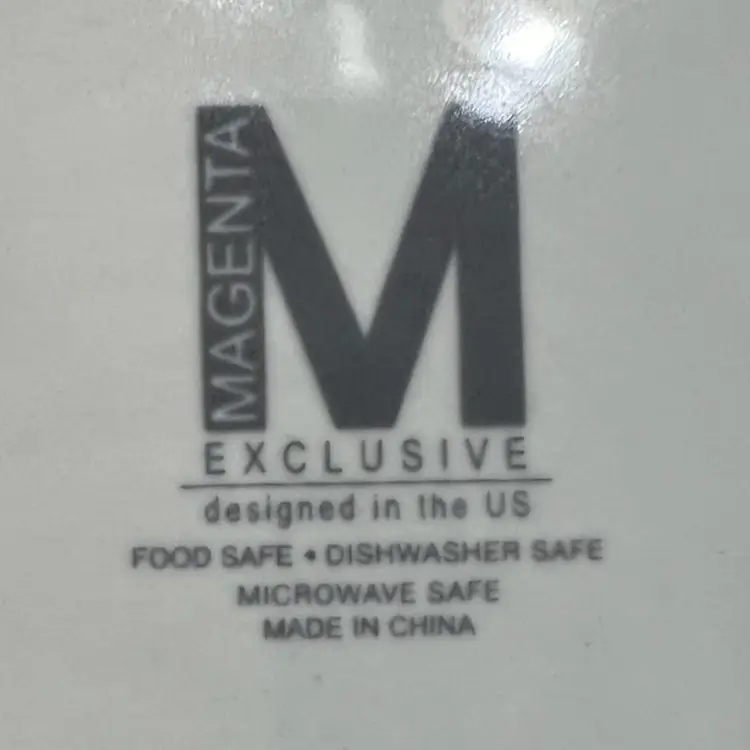 MAGENTA
M
EXCLUSIVE
designed in the US
FOOD SAFE • DISHWASHER SAFE
MICROWAVE SAFE
MADE IN CHINA